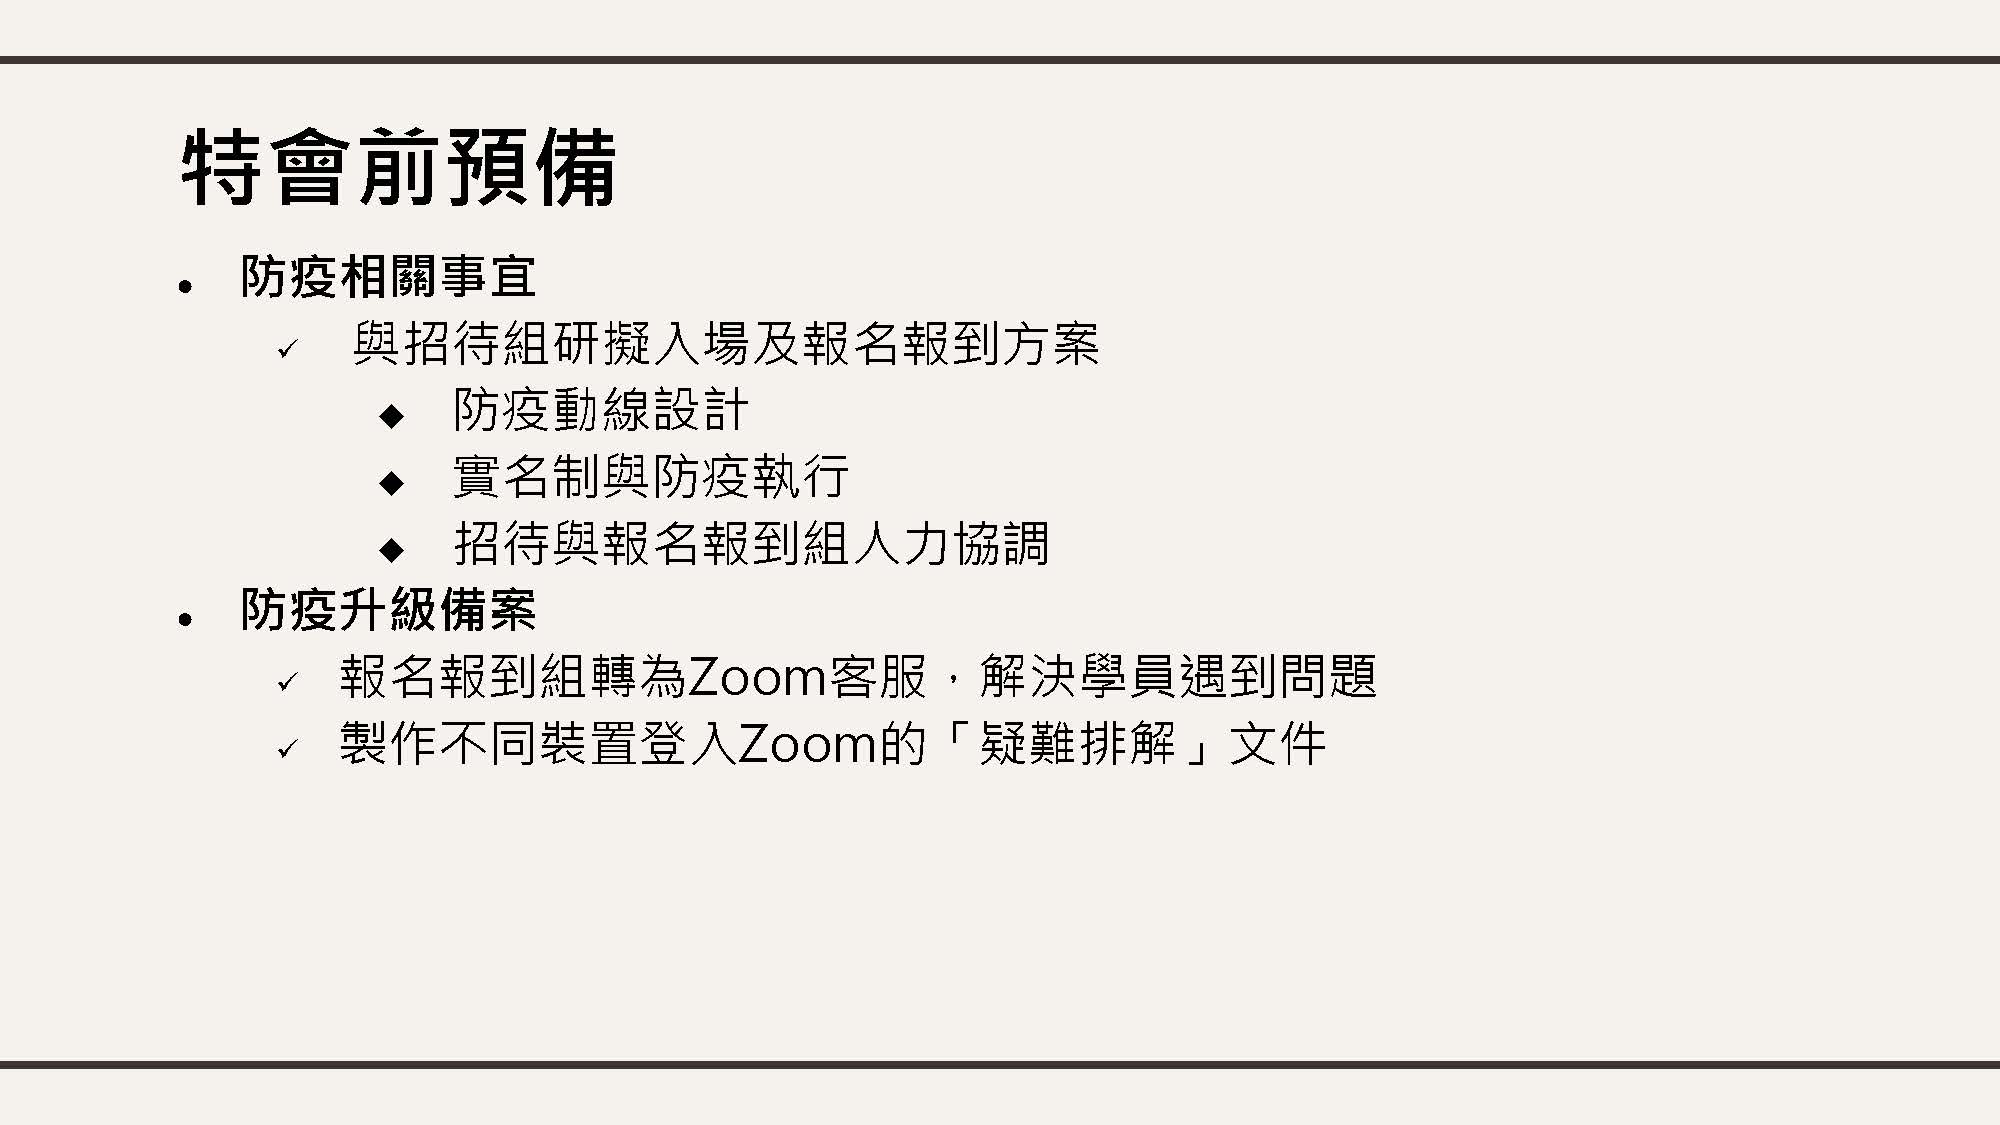 特會前預備
● 防疫相關事宜
✓ 與招待組研擬入場及報名報到方案
◆ 防疫動線設計
◆ 實名制與防疫執行
◆ 招待與報名報到組人力協調
● 防疫升級備案
✓ 報名報到組轉為Zoom客服，解決學員遇到問題
✓ 製作不同裝置登入Zoom的「疑難排解」文件